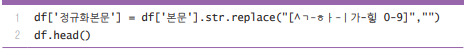 1 df['정규화본문'] = df['본문'].str.replace("[^ㄱ-ㅎㅏ-ㅣ가-힣 0-9]","")
2 df.head()